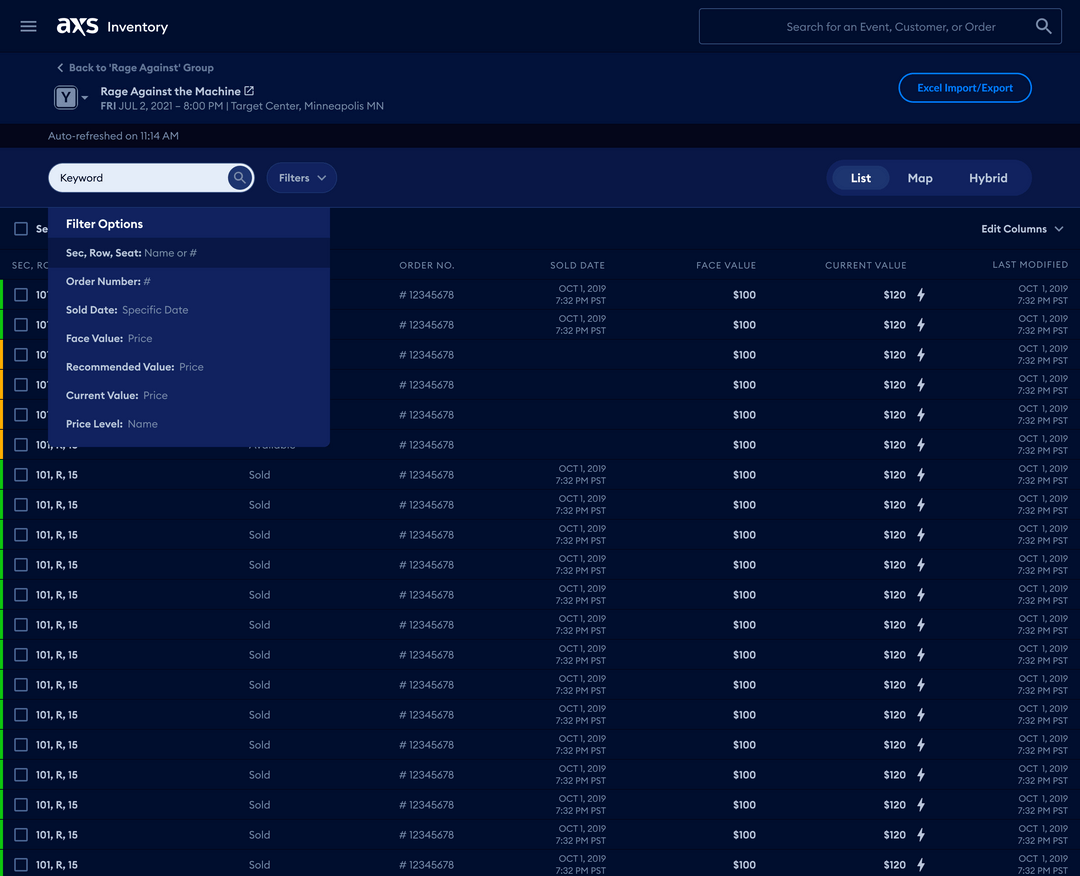 axs Inventory
Search for an Event, Customer, or Order
Back to 'Rage Against' Group
Y
Rage Against the Machine
FRI JUL 2, 2021 – 8:00 PM | Target Center, Minneapolis MN
Excel Import/Export
Auto-refreshed on 11:14 AM
Keyword
Filters
List Map Hybrid
Filter Options
Sec, Row, Seat: Name or #
Order Number: #
Sold Date: Specific Date
Face Value: Price
Recommended Value: Price
Current Value: Price
Price Level: Name
Se
Edit Columns
SEC, RO ORDER NO. SOLD DATE FACE VALUE CURRENT VALUE LAST MODIFIED
101 # 12345678 OCT 1, 2019 7:32 PM PST $100 $120 OCT 1, 2019 7:32 PM PST
101 # 12345678 OCT 1, 2019 7:32 PM PST $100 $120 OCT 1, 2019 7:32 PM PST
101 # 12345678 $100 $120 OCT 1, 2019 7:32 PM PST
101 # 12345678 $100 $120 OCT 1, 2019 7:32 PM PST
101 # 12345678 $100 $120 OCT 1, 2019 7:32 PM PST
101, R, 15 Available # 12345678 $100 $120 OCT 1, 2019 7:32 PM PST
101, R, 15 Sold # 12345678 OCT 1, 2019 7:32 PM PST $100 $120 OCT 1, 2019 7:32 PM PST
101, R, 15 Sold # 12345678 OCT 1, 2019 7:32 PM PST $100 $120 OCT 1, 2019 7:32 PM PST
101, R, 15 Sold # 12345678 OCT 1, 2019 7:32 PM PST $100 $120 OCT 1, 2019 7:32 PM PST
101, R, 15 Sold # 12345678 OCT 1, 2019 7:32 PM PST $100 $120 OCT 1, 2019 7:32 PM PST
101, R, 15 Sold # 12345678 OCT 1, 2019 7:32 PM PST $100 $120 OCT 1, 2019 7:32 PM PST
101, R, 15 Sold # 12345678 OCT 1, 2019 7:32 PM PST $100 $120 OCT 1, 2019 7:32 PM PST
101, R, 15 Sold # 12345678 OCT 1, 2019 7:32 PM PST $100 $120 OCT 1, 2019 7:32 PM PST
101, R, 15 Sold # 12345678 OCT 1, 2019 7:32 PM PST $100 $120 OCT 1, 2019 7:32 PM PST
101, R, 15 Sold # 12345678 OCT 1, 2019 7:32 PM PST $100 $120 OCT 1, 2019 7:32 PM PST
101, R, 15 Sold # 12345678 OCT 1, 2019 7:32 PM PST $100 $120 OCT 1, 2019 7:32 PM PST
101, R, 15 Sold # 12345678 OCT 1, 2019 7:32 PM PST $100 $120 OCT 1, 2019 7:32 PM PST
101, R, 15 Sold # 12345678 OCT 1, 2019 7:32 PM PST $100 $120 OCT 1, 2019 7:32 PM PST
101, R, 15 Sold # 12345678 OCT 1, 2019 7:32 PM PST $100 $120 OCT 1, 2019 7:32 PM PST
101, R, 15 Sold # 12345678 OCT 1, 2019 7:32 PM PST $100 $120 OCT 1, 2019 7:32 PM PST